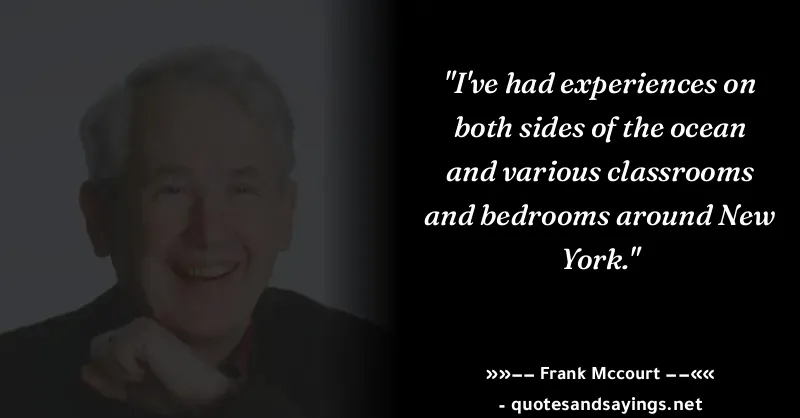 "I've had experiences on
both sides of the ocean
and various classrooms
and bedrooms around New
York."
»»—— Frank Mccourt ——««
- quotesandsayings.net